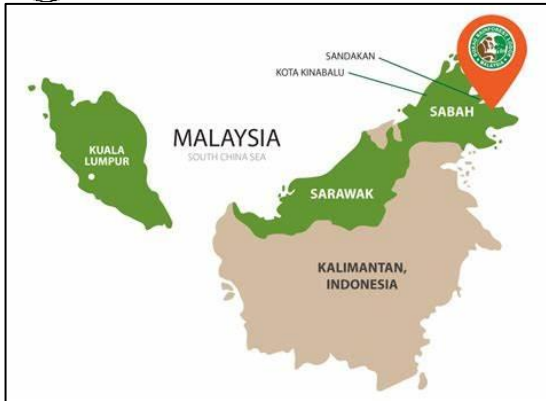 SANDAKAN
KOTA KINABALU
SABAH
MALAYSIA
SOUTH CHINA SEA
KUALA
LUMPUR
SARAWAK
KALIMANTAN,
INDONESIA